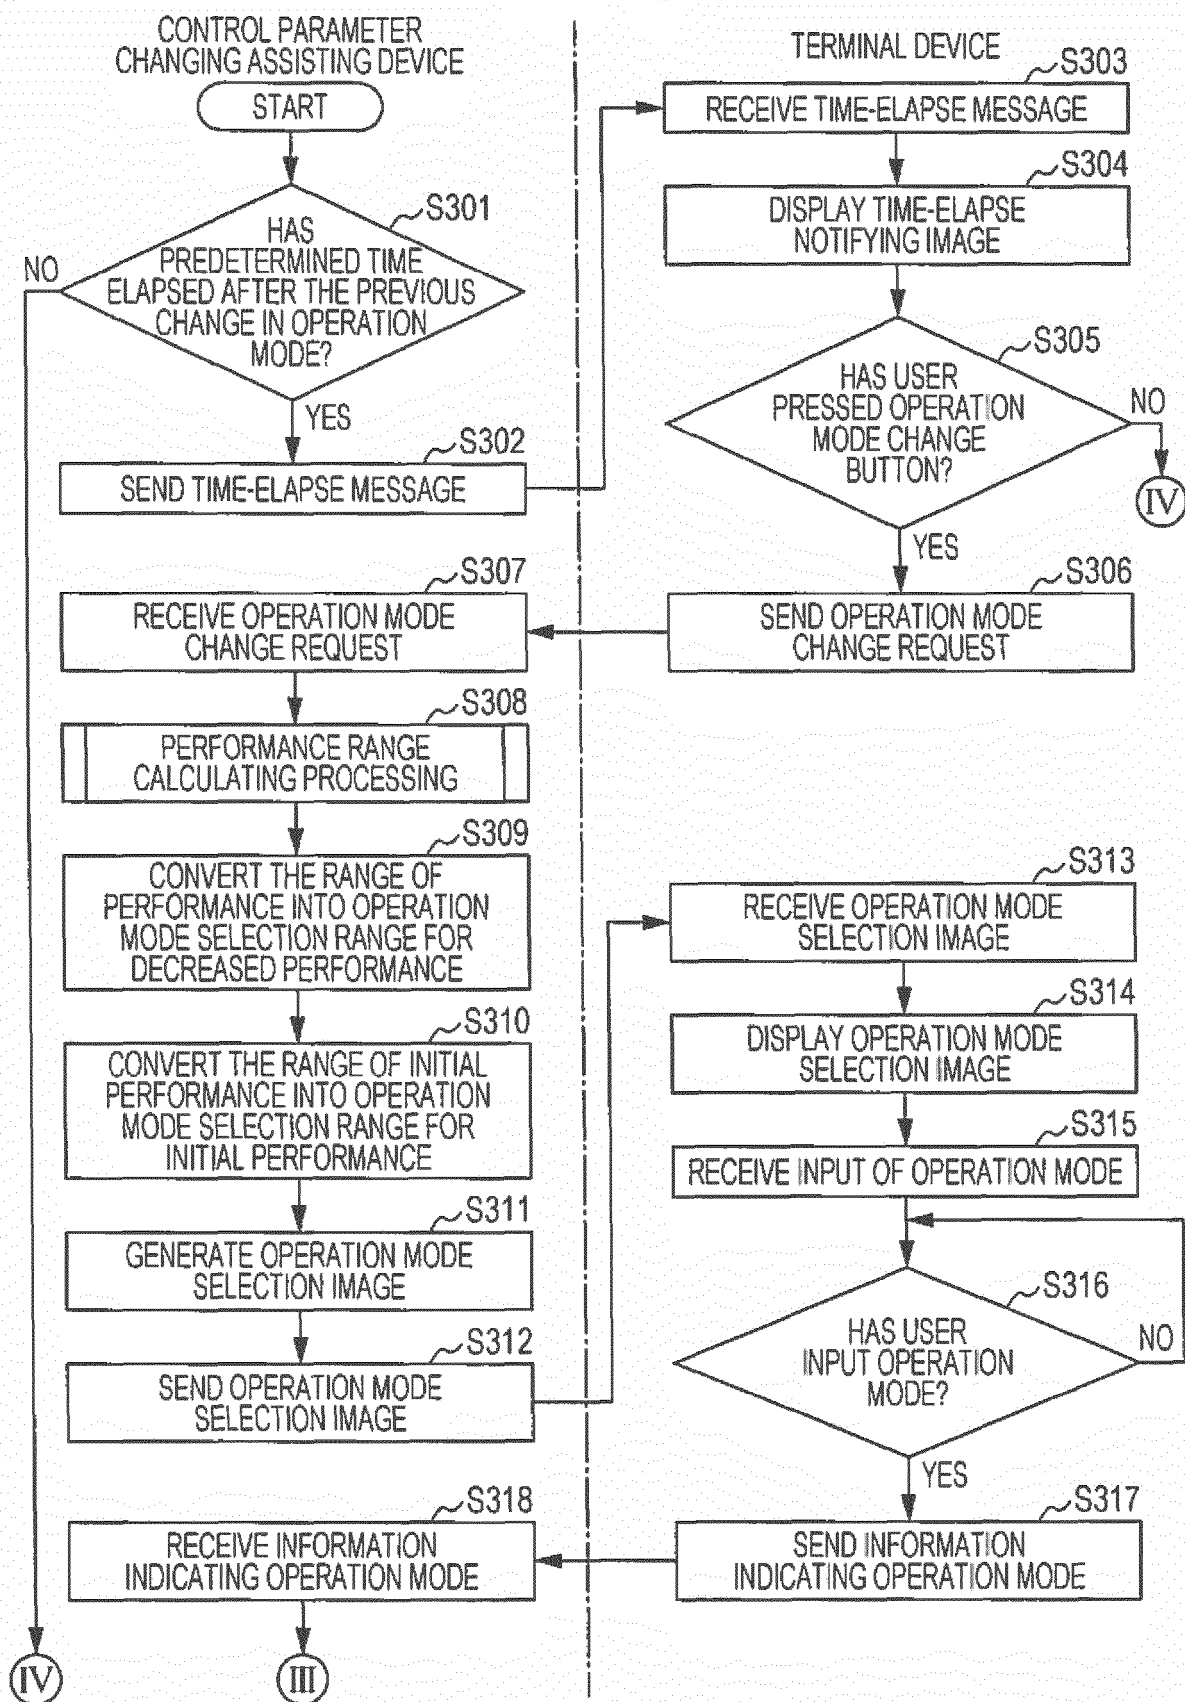 CONTROL PARAMETER
CHANGING ASSISTING DEVICE
START
S301
HAS
PREDETERMINED TIME
ELAPSED AFTER THE PREVIOUS
CHANGE IN OPERATION
MODE?
NO
YES
S302
SEND TIME-ELAPSE MESSAGE
TERMINAL DEVICE
S303
RECEIVE TIME-ELAPSE MESSAGE
S304
DISPLAY TIME-ELAPSE
NOTIFYING IMAGE
S305
HAS USER
PRESSED OPERATION
MODE CHANGE
BUTTON?
NO
IV
YES
S306
SEND OPERATION MODE
CHANGE REQUEST
S307
RECEIVE OPERATION MODE
CHANGE REQUEST
S308
PERFORMANCE RANGE
CALCULATING PROCESSING
S309
CONVERT THE RANGE OF
PERFORMANCE INTO OPERATION
MODE SELECTION RANGE FOR
DECREASED PERFORMANCE
S310
CONVERT THE RANGE OF INITIAL
PERFORMANCE INTO OPERATION
MODE SELECTION RANGE FOR
INITIAL PERFORMANCE
S311
GENERATE OPERATION MODE
SELECTION IMAGE
S312
SEND OPERATION MODE
SELECTION IMAGE
S313
RECEIVE OPERATION MODE
SELECTION IMAGE
S314
DISPLAY OPERATION MODE
SELECTION IMAGE
S315
RECEIVE INPUT OF OPERATION MODE
S316
HAS USER
INPUT OPERATION
MODE?
NO
YES
S317
SEND INFORMATION
INDICATING OPERATION MODE
S318
RECEIVE INFORMATION
INDICATING OPERATION MODE
IV
III